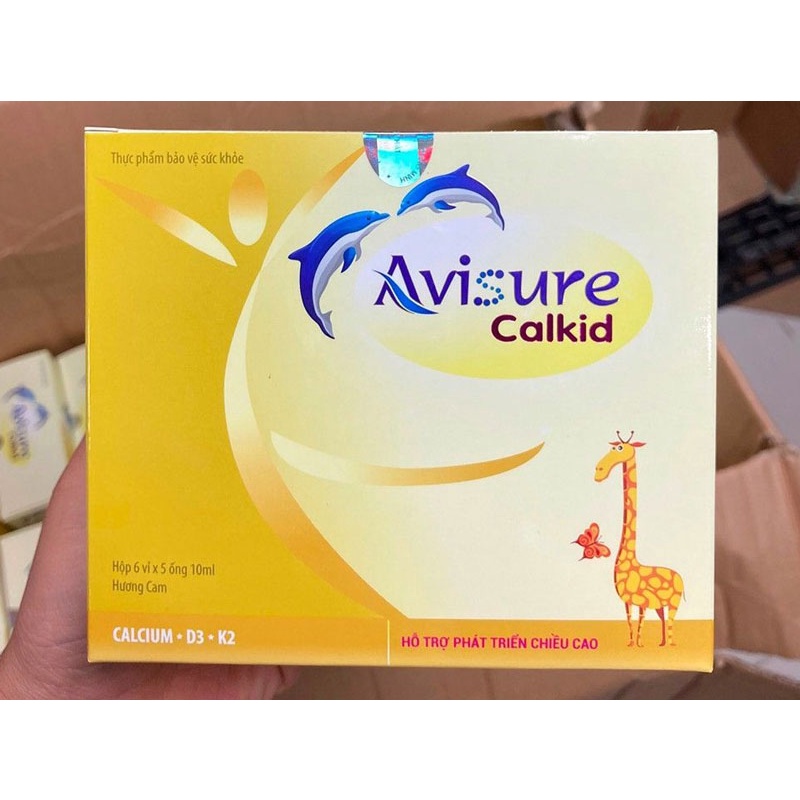 Thực phẩm bảo vệ sức khỏe
Avisure
Calkid
Hộp 6 vỉ x 5 ống 10ml
Hương Cam
CALCIUM • D3 • K2
HỖ TRỢ PHÁT TRIỂN CHIỀU CAO
Avisure